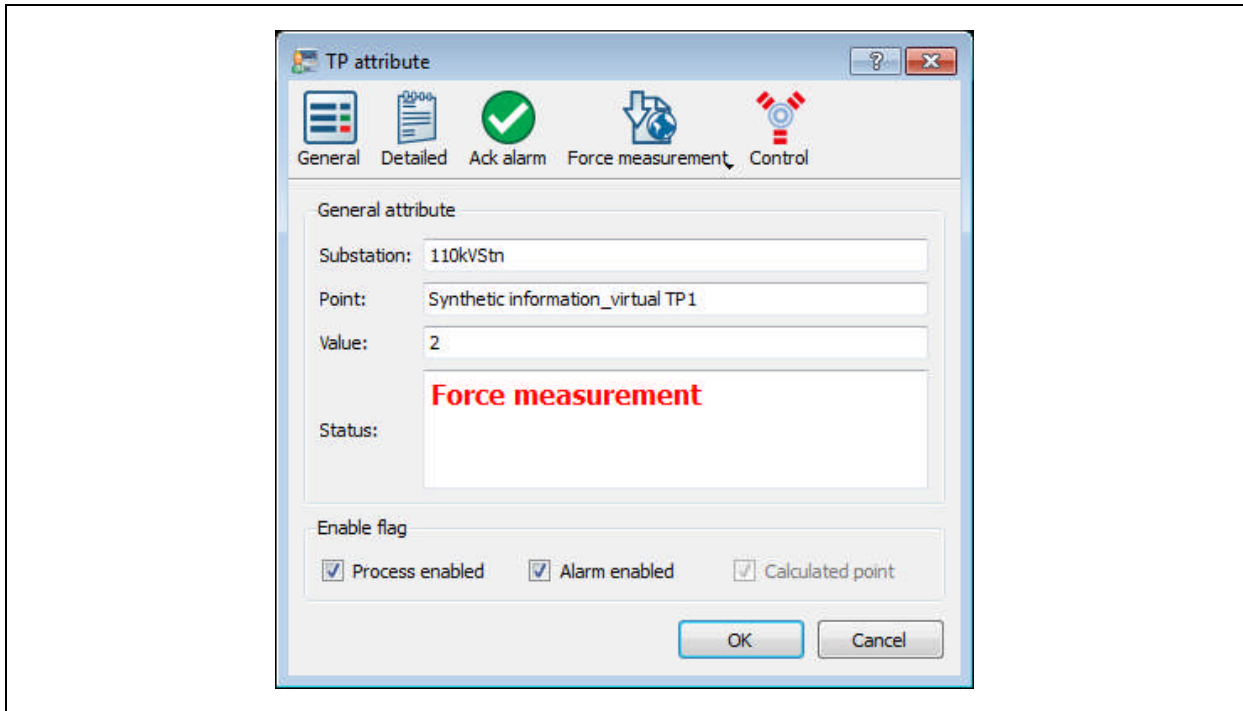 TP attribute
General Detailed Ack alarm Force measurement Control
General attribute
Substation: 110kVStn
Point: Synthetic information_virtual TP1
Value: 2
Status: Force measurement
Enable flag
Process enabled Alarm enabled Calculated point
OK Cancel